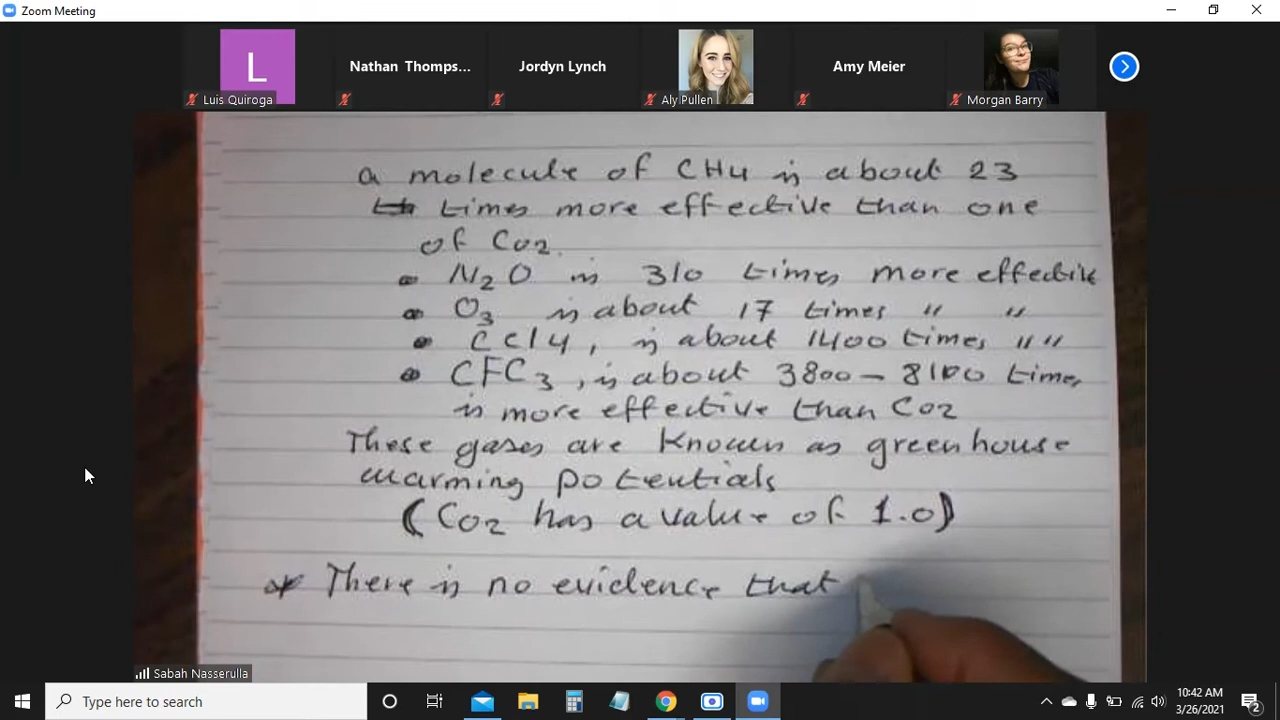 Zoom Meeting
L
Luis Quiroga
Nathan Thomps...
Jordyn Lynch
Aly Pullen
Amy Meier
Morgan Barry
a molecule of CH4 is about 23
times more effective than one
of CO2.
• N2O is 310 times more effective
• O3 is about 17 times " "
• CCl4, is about 1400 times " "
• CFC3, is about 3800 - 8100 times
is more effective than CO2
These gases are known as greenhouse
warming potentials
(CO2 has a value of 1.0)
* There is no evidence that
Sabah Nasserulla
Type here to search
10:42 AM
3/26/2021
2